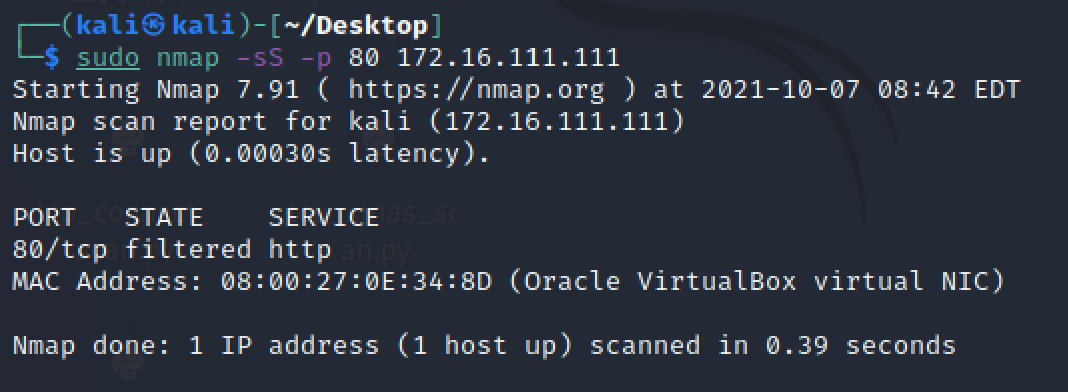 (kali㉿kali)-[~/Desktop]
$ sudo nmap -sS -p 80 172.16.111.111
Starting Nmap 7.91 ( https://nmap.org ) at 2021-10-07 08:42 EDT
Nmap scan report for kali (172.16.111.111)
Host is up (0.00030s latency).
PORT   STATE    SERVICE
80/tcp filtered http
MAC Address: 08:00:27:0E:34:8D (Oracle VirtualBox virtual NIC)
Nmap done: 1 IP address (1 host up) scanned in 0.39 seconds